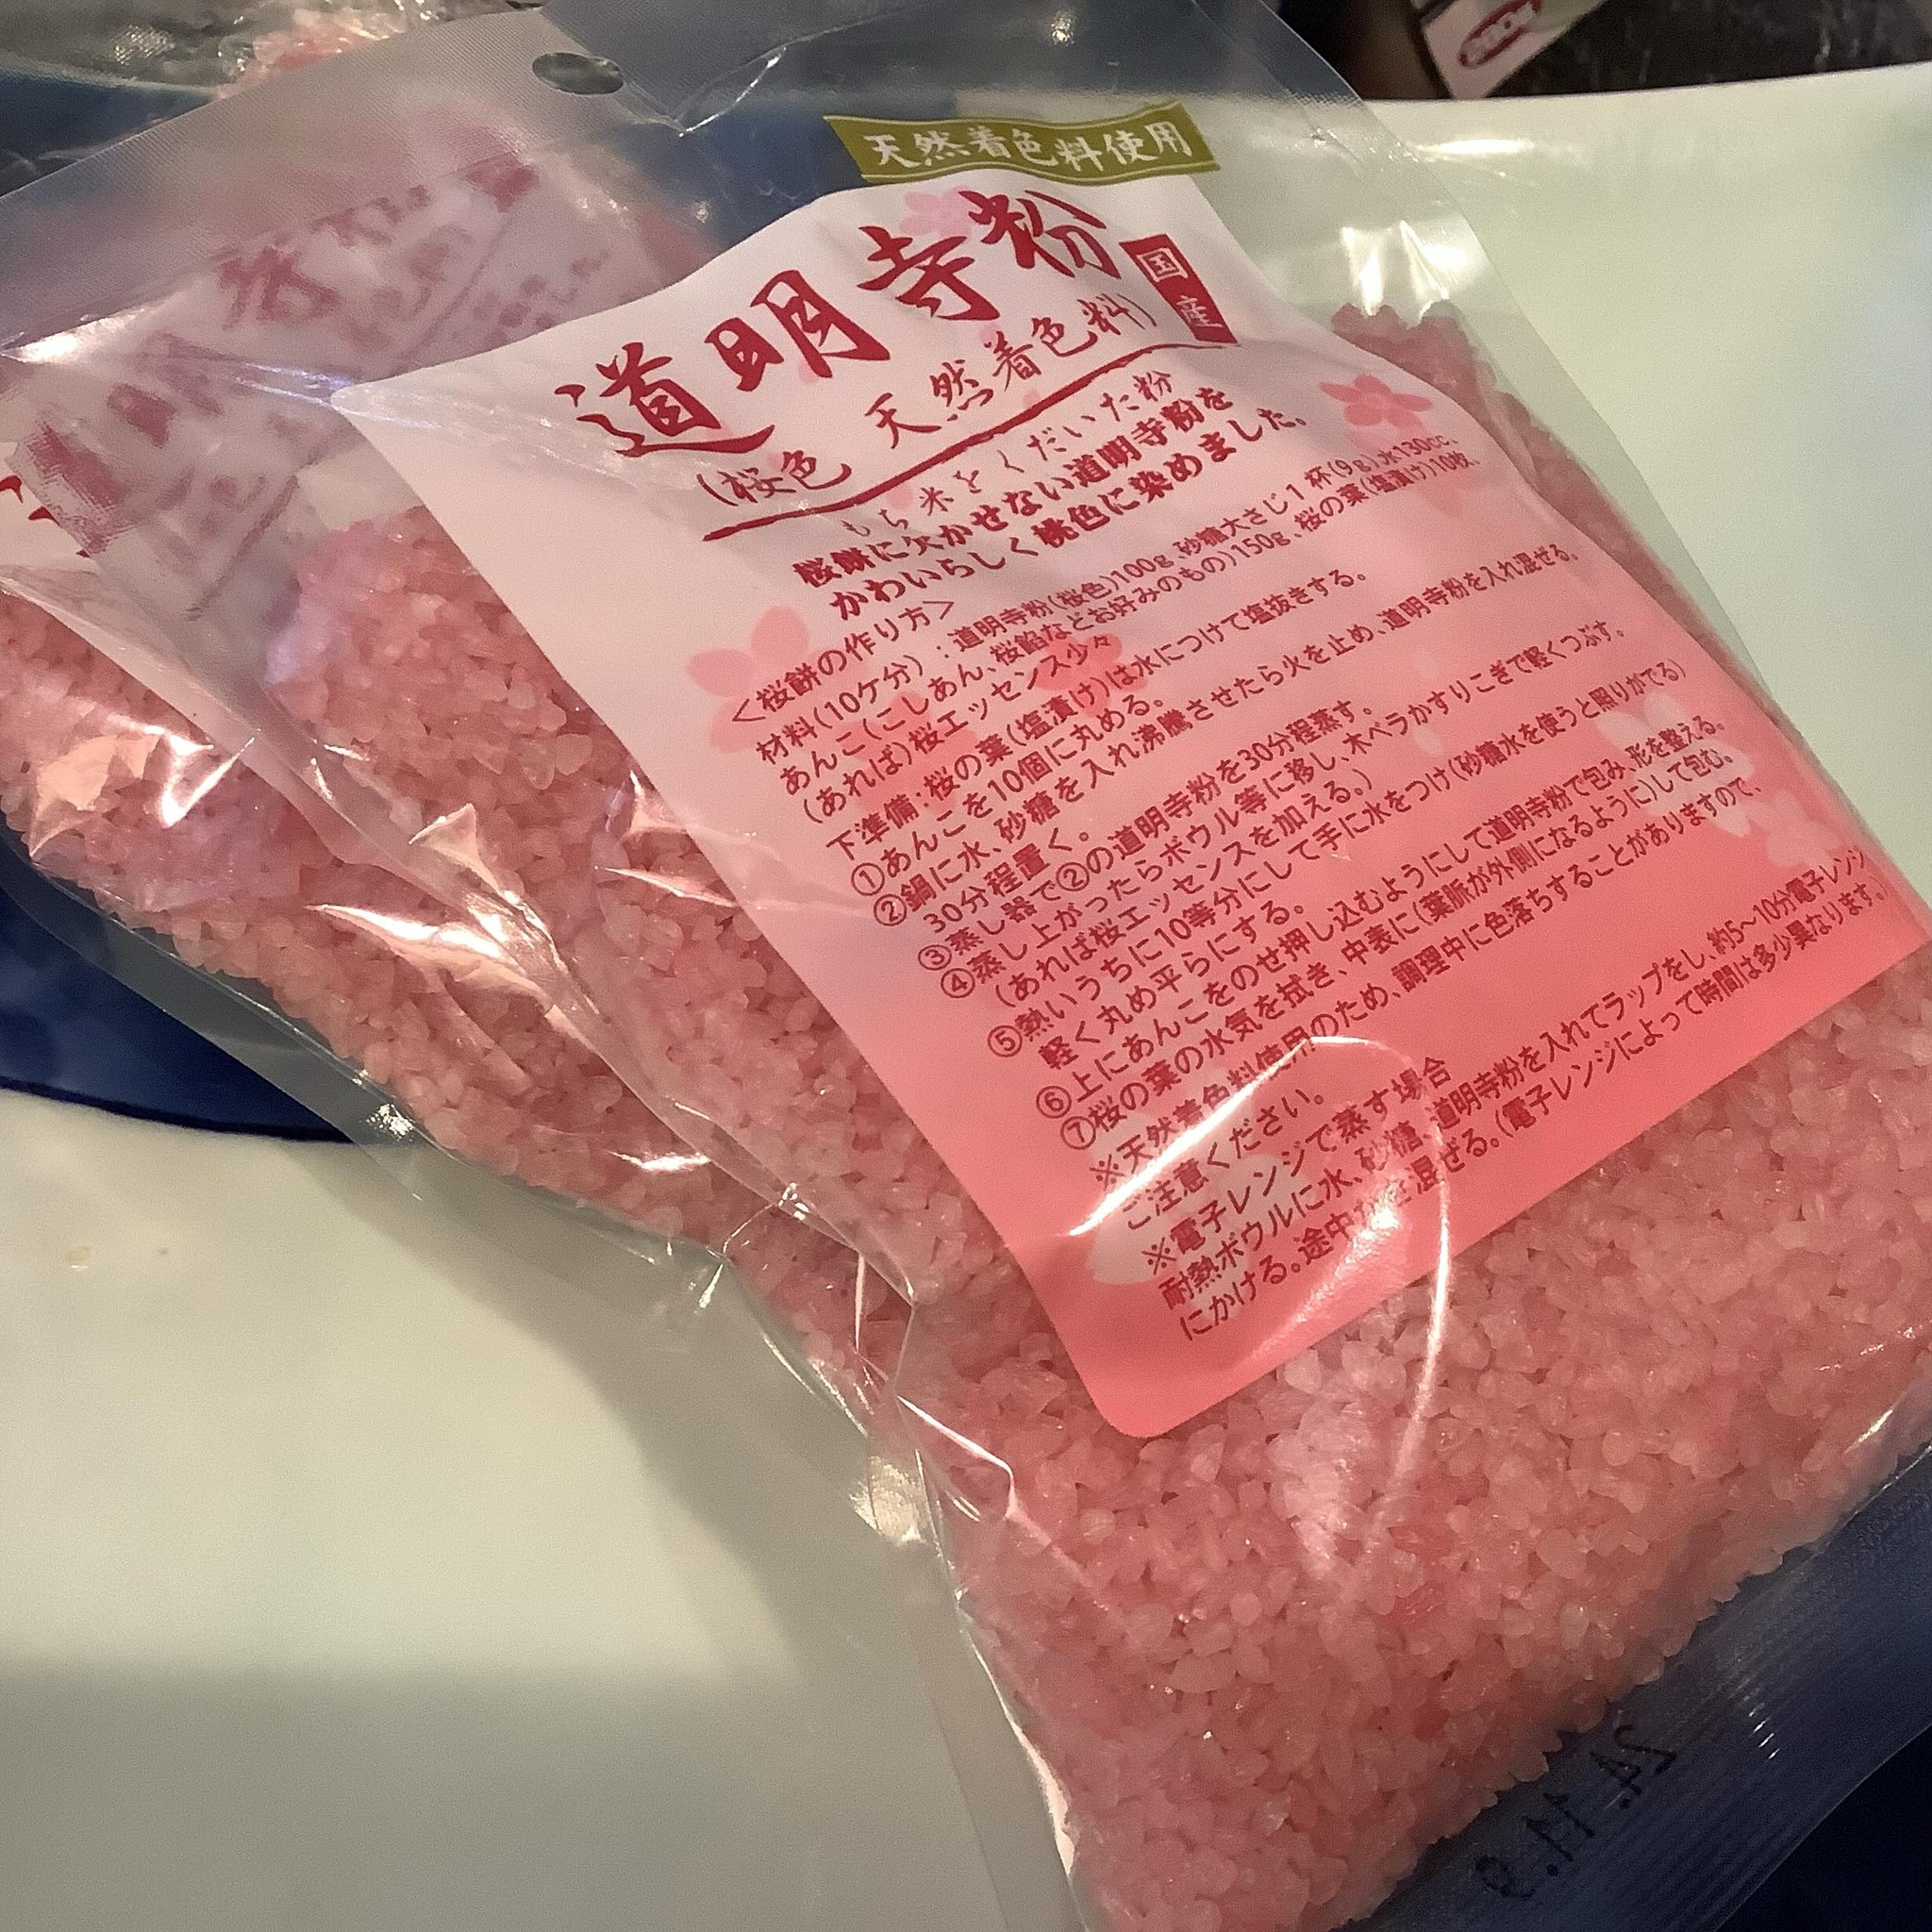 天然着色料使用
道明寺粉
国産
(桜色 天然着色料)
もち米をくだいた粉
桜餅に欠かせない道明寺粉を
かわいらしく桃色に染めました。
<桜餅の作り方>
材料(10ケ分):道明寺粉(桜色)100g、砂糖大さじ1杯(9g)、水130cc、
あんこ(こしあん、桜餡などお好みのもの)150g、桜の葉(塩漬け)10枚、
(あれば)桜エッセンス少々
下準備:桜の葉(塩漬け)は水につけて塩抜きする。
①あんこを10個に丸める。
②鍋に水、砂糖を入れ沸騰させたら火を止め、道明寺粉を入れ混ぜる。
30分程置く。
③蒸し器で②の道明寺粉を30分程蒸す。
④蒸し上がったらボウル等に移し、木ベラかすりこぎで軽くつぶす。
(あれば桜エッセンスを加える。)
⑤熱いうちに10等分にして手に水をつけ(砂糖水を使うと照りがでる)
軽く丸め平らにする。
⑥上にあんこをのせ押し込むようにして道明寺粉で包み、形を整える。
⑦桜の葉の水気を拭き、中表に(葉脈が外側になるように)して包む。
※天然着色料使用のため、調理中に色落ちすることがありますので、
ご注意ください。
※電子レンジで蒸す場合
耐熱ボウルに水、砂糖、道明寺粉を入れてラップをし、約5~10分電子レンジ
にかける。途中 混ぜる。(電子レンジによって時間は多少異なります。)